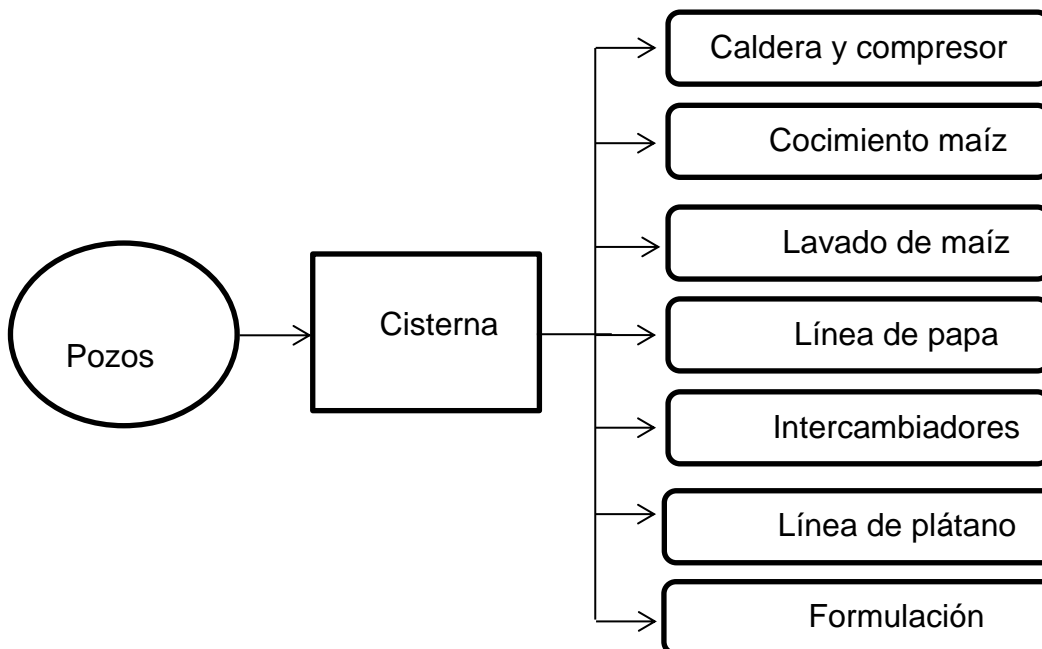 Pozos
Cisterna
Caldera y compresor
Cocimiento maíz
Lavado de maíz
Línea de papa
Intercambiadores
Línea de plátano
Formulación